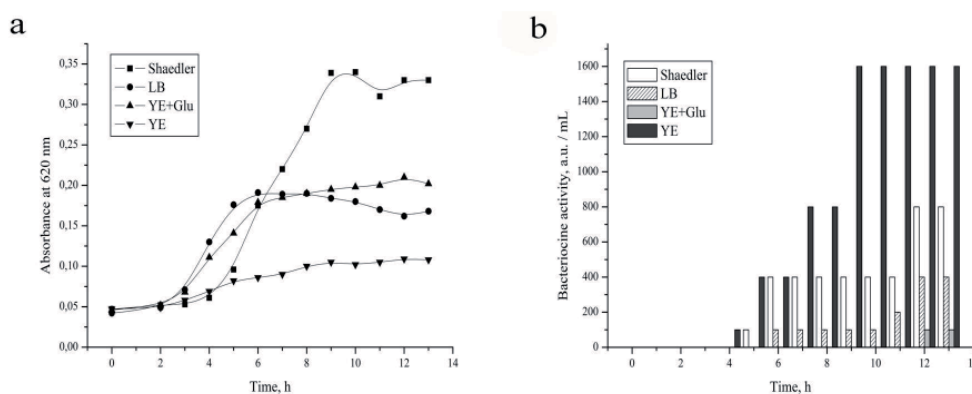 a
b
0,35
0,30
0,25
0,20
0,15
0,10
0,05
0,00
Absorbance at 620 nm
Shaedler
LB
YE+Glu
YE
0 2 4 6 8 10 12 14
Time, h
1600
1400
1200
1000
800
600
400
200
0
Bacteriocine activity, a.u. / mL
Shaedler
LB
YE+Glu
YE
0 2 4 6 8 10 12
Time, h